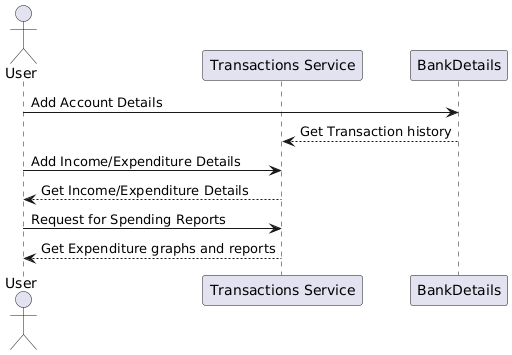 User
Transactions Service
BankDetails
Add Account Details
Get Transaction history
Add Income/Expenditure Details
Get Income/Expenditure Details
Request for Spending Reports
Get Expenditure graphs and reports
User
Transactions Service
BankDetails